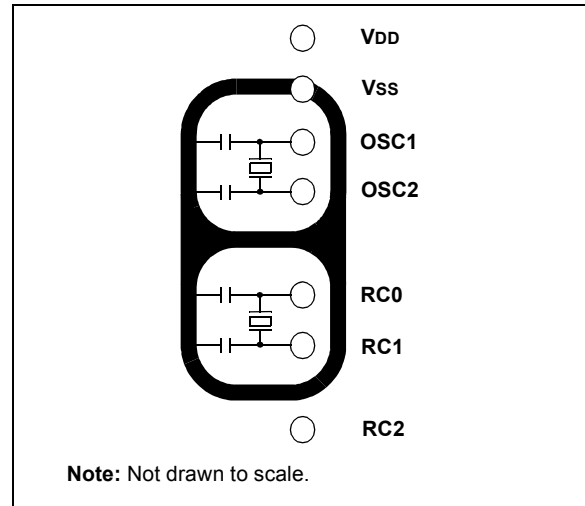 VDD
VSS
OSC1
OSC2
RC0
RC1
RC2
Note: Not drawn to scale.